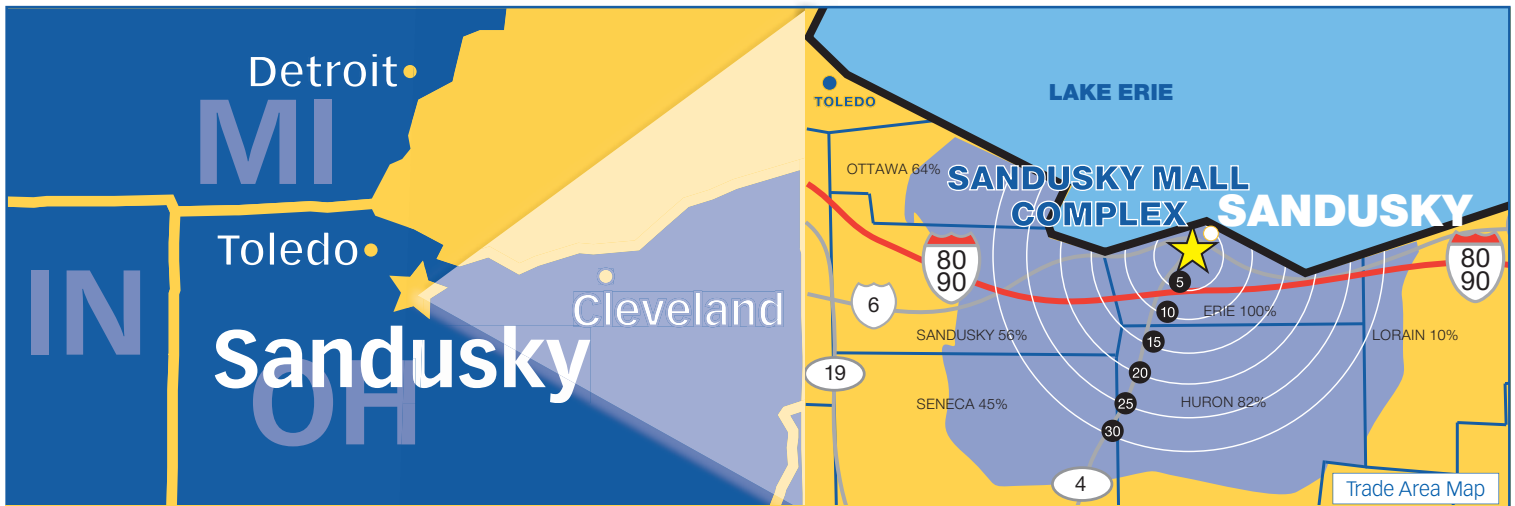 Detroit
MI
Toledo
IN
Cleveland
Sandusky
OH
TOLEDO
LAKE ERIE
OTTAWA 64%
SANDUSKY MALL
COMPLEX
SANDUSKY
80
90
80
90
6
5
10
ERIE 100%
SANDUSKY 56%
15
LORAIN 10%
19
20
SENECA 45%
25
HURON 82%
30
4
Trade Area Map